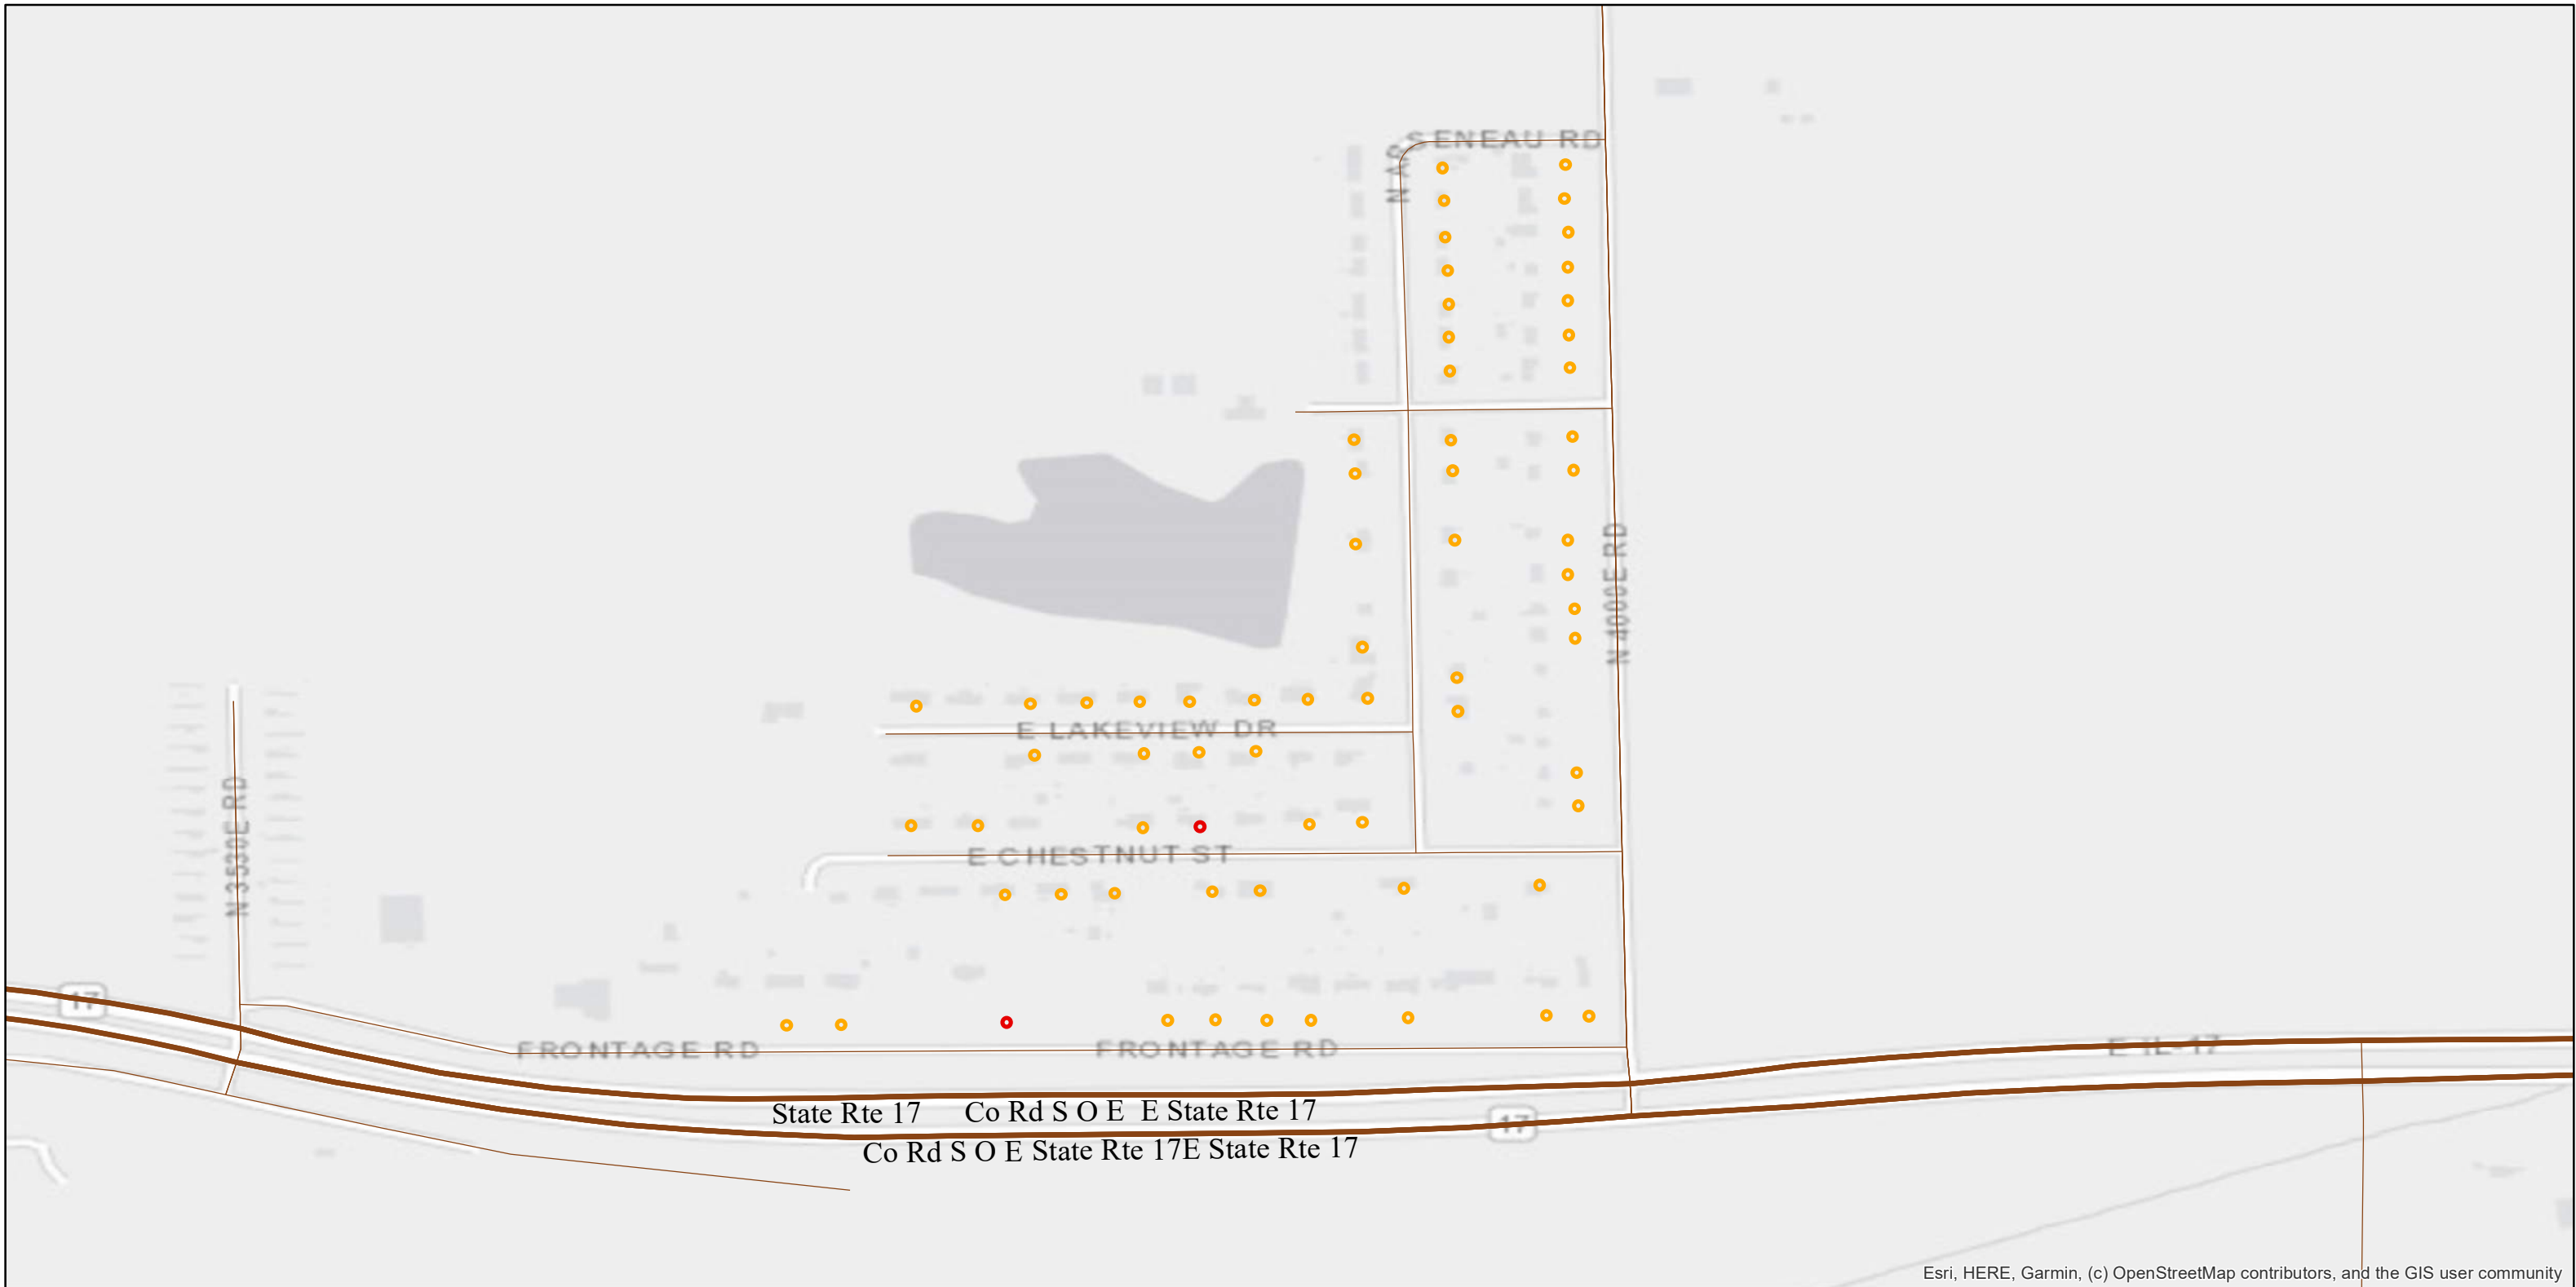 SENEAU RD
N AS
N 4000E RD
E LAKEVIEW DR
N 3530E RD
E CHESTNUT ST
17
FRONTAGE RD
FRONTAGE RD
E IL-17
State Rte 17
Co Rd S O E E State Rte 17
17
Co Rd S O E State Rte 17E State Rte 17
Esri, HERE, Garmin, (c) OpenStreetMap contributors, and the GIS user community